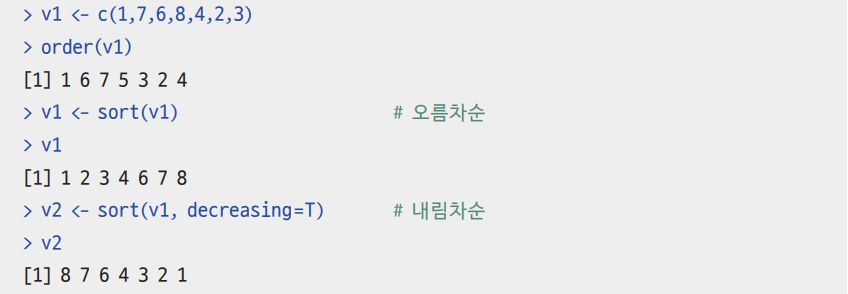 > v1 <- c(1,7,6,8,4,2,3)
> order(v1)
[1] 1 6 7 5 3 2 4
> v1 <- sort(v1) # 오름차순
> v1
[1] 1 2 3 4 6 7 8
> v2 <- sort(v1, decreasing=T) # 내림차순
> v2
[1] 8 7 6 4 3 2 1